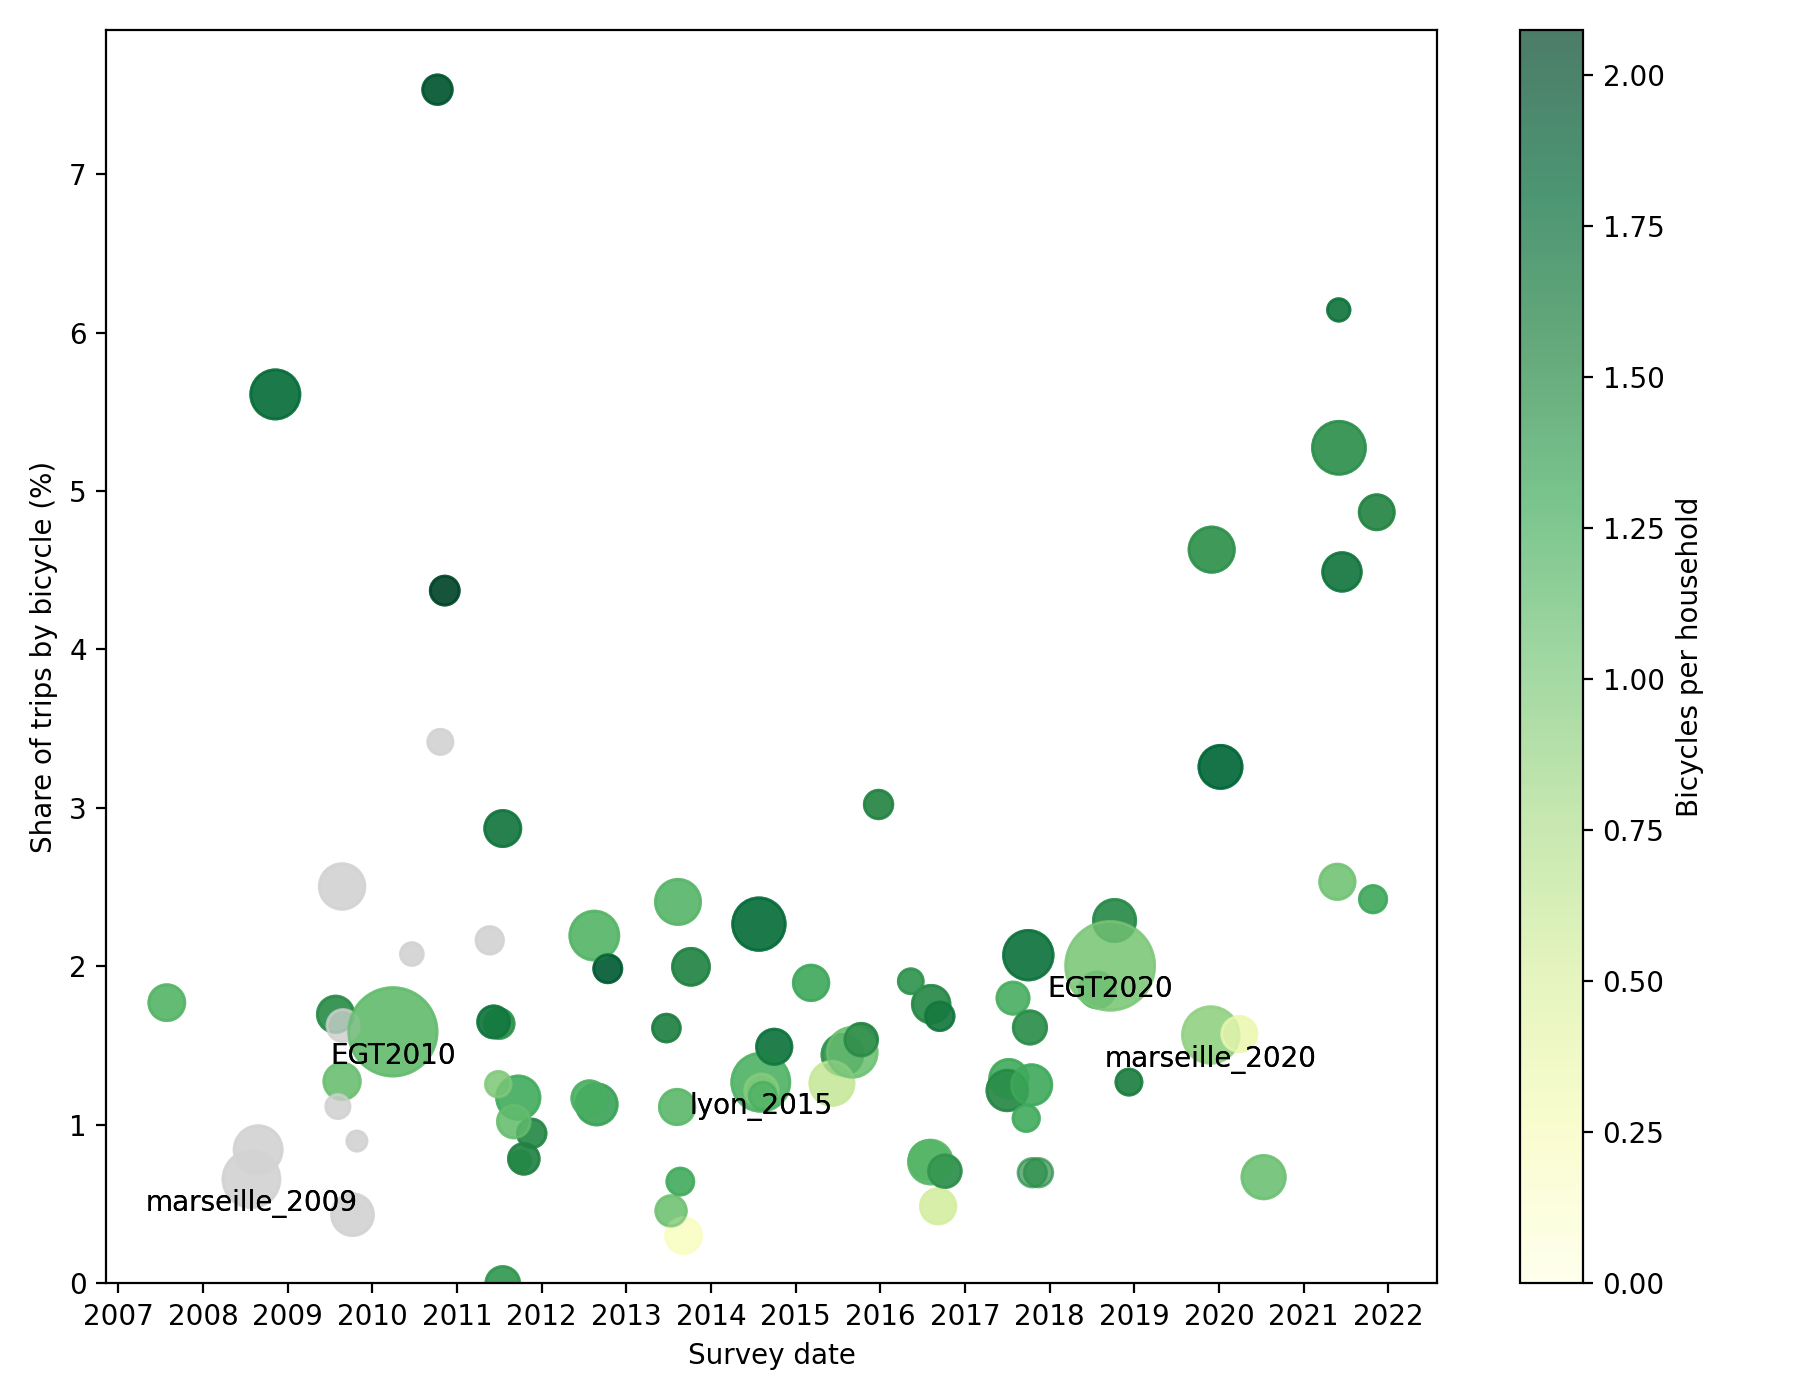 7
6
5
4
3
2
1
0
Share of trips by bicycle (%)
EGT2010
marseille_2009
lyon_2015
EGT2020
marseille_2020
2007 2008 2009 2010 2011 2012 2013 2014 2015 2016 2017 2018 2019 2020 2021 2022
Survey date
2.00
1.75
1.50
1.25
1.00
0.75
0.50
0.25
0.00
Bicycles per household